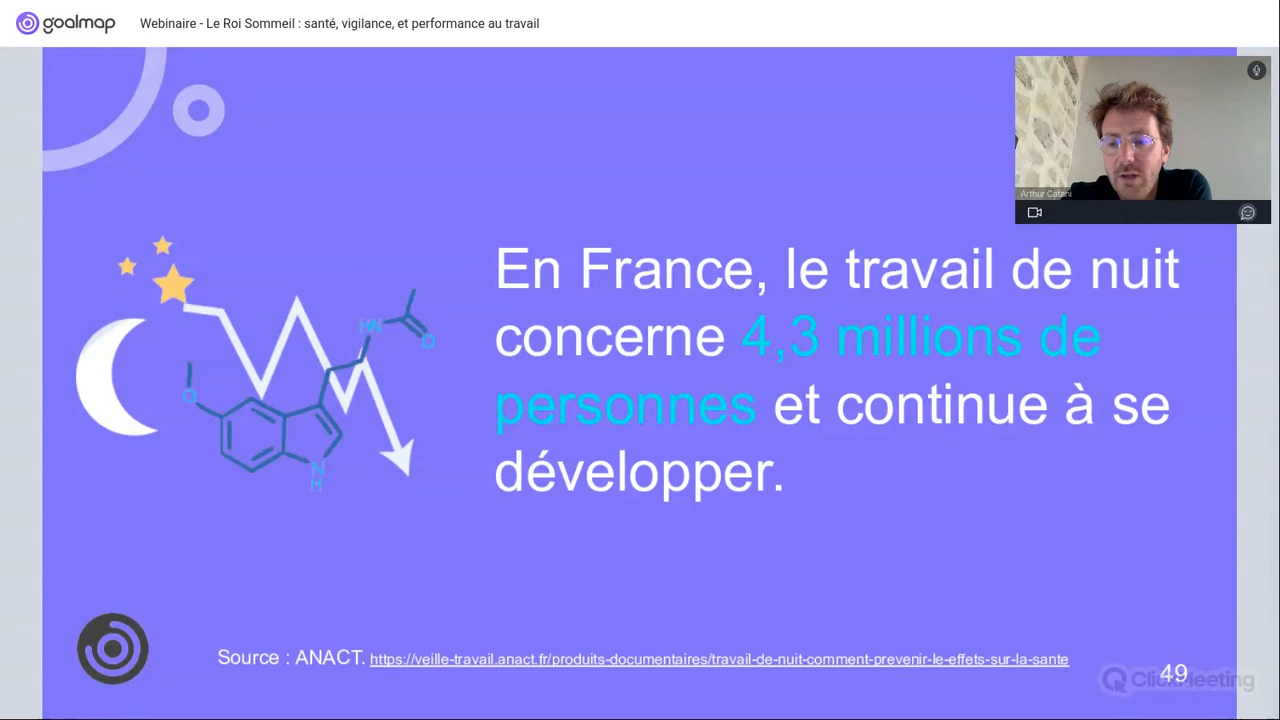 goalmap
Webinaire - Le Roi Sommeil : santé, vigilance, et performance au travail
Arthur Catani
En France, le travail de nuit
concerne 4,3 millions de
personnes et continue à se
développer.
HN
O
O
N
H
Source : ANACT. https://veille-travail.anact.fr/produits-documentaires/travail-de-nuit-comment-prevenir-le-effets-sur-la-sante
49
ClickMeeting